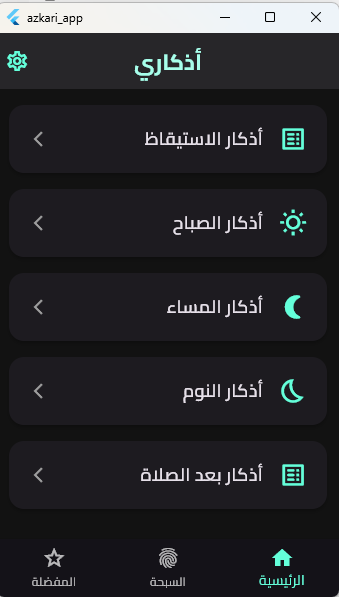 azkari_app
أذكاري
أذكار الاستيقاظ
أذكار الصباح
أذكار المساء
أذكار النوم
أذكار بعد الصلاة
الرئيسية
السبحة
المفضلة